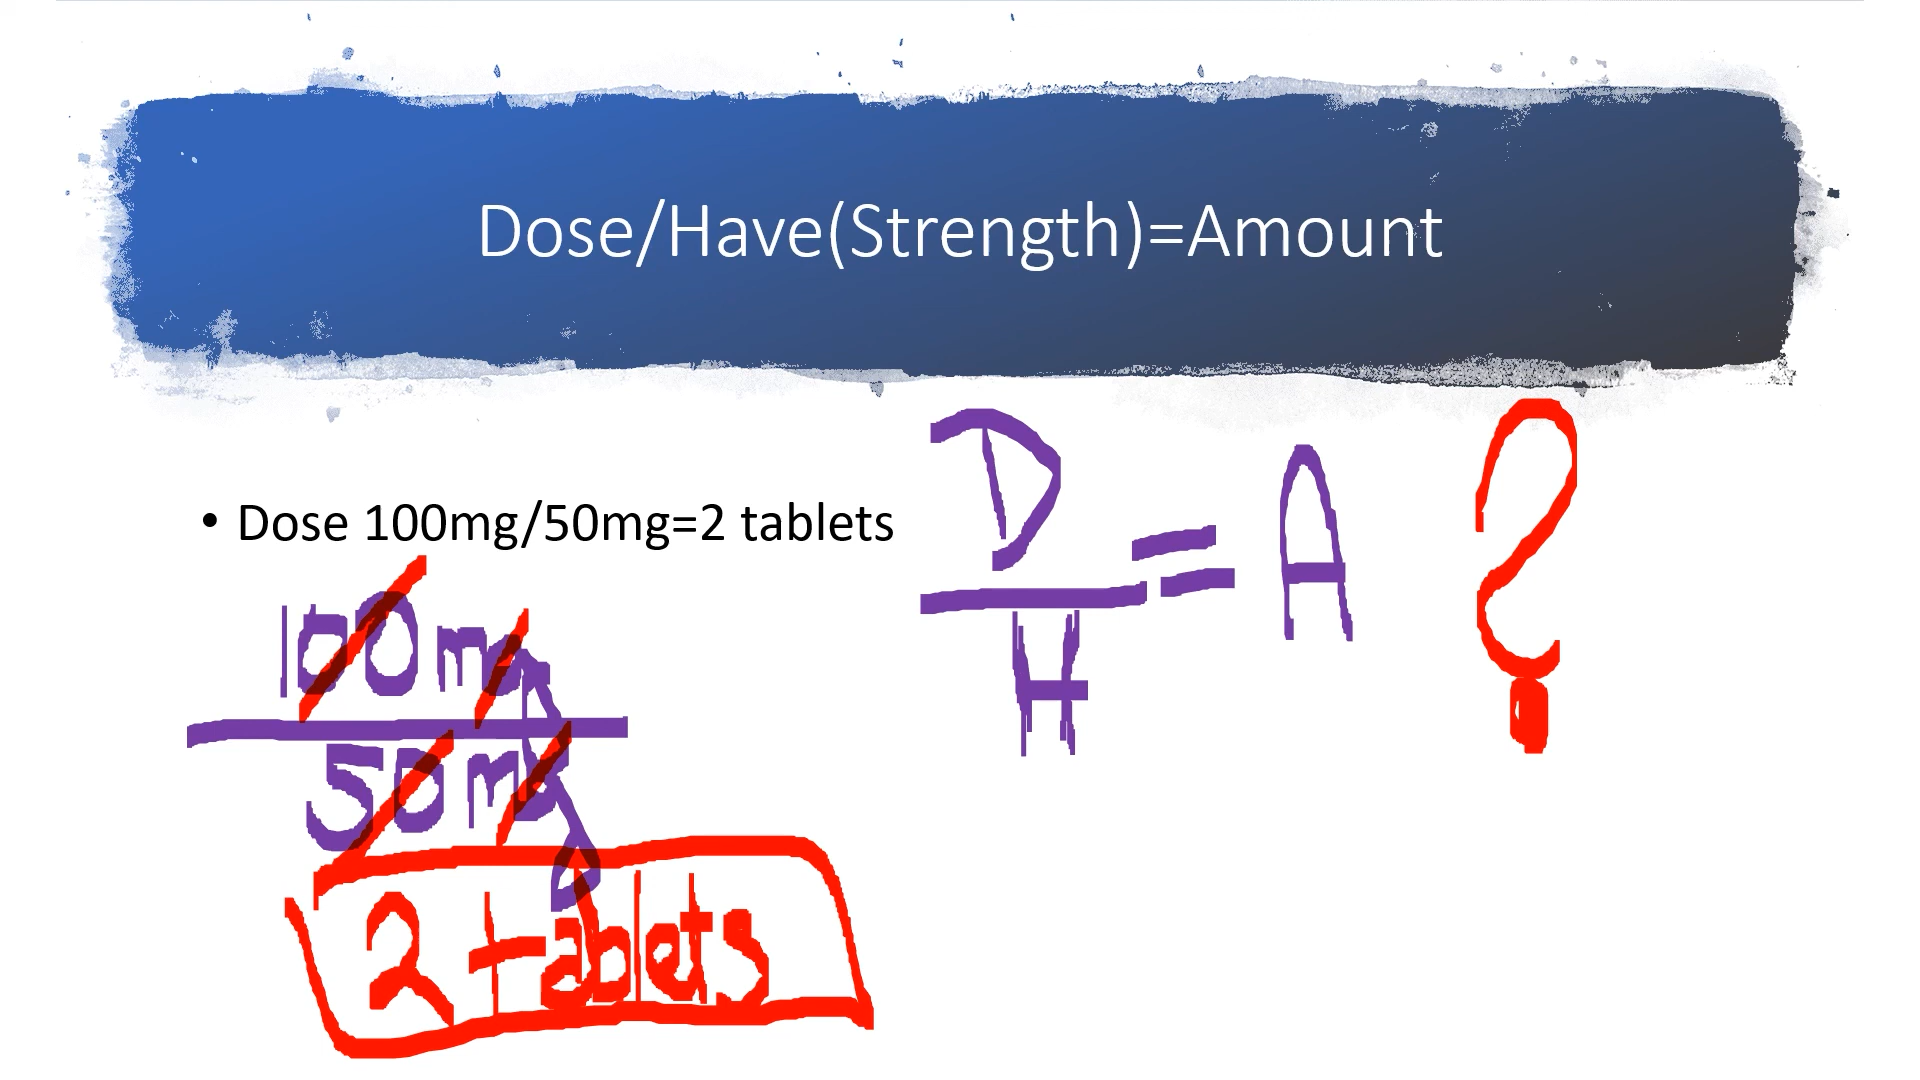 Dose/Have(Strength)=Amount
• Dose 100mg/50mg=2 tablets
D
= A ?
H
100mg
50mg
2 tablets